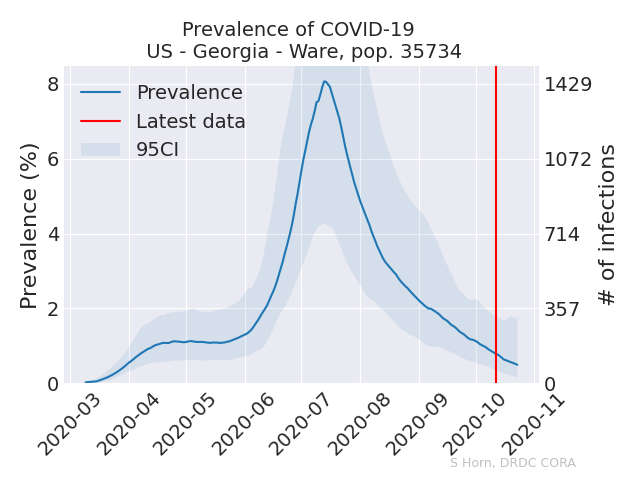 Prevalence of COVID-19
US - Georgia - Ware, pop. 35734
Prevalence
Latest data
95CI
Prevalence (%)
8
6
4
2
0
1429
1072
714
357
0
# of infections
2020-03
2020-04
2020-05
2020-06
2020-07
2020-08
2020-09
2020-10
2020-11
S Horn, DRDC CORA